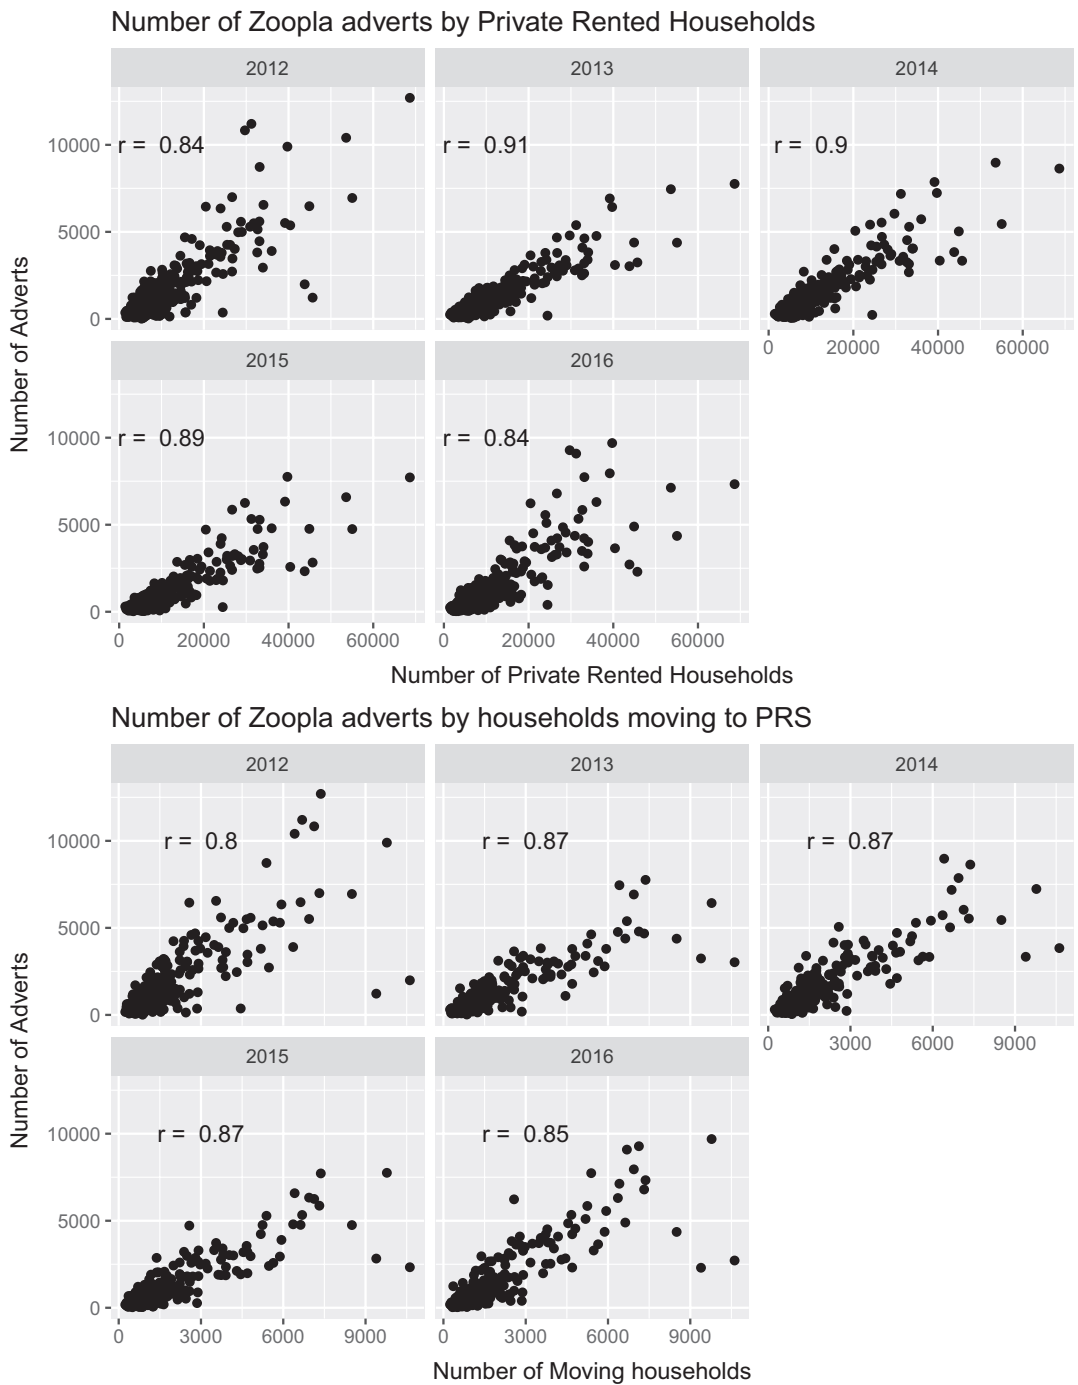 Number of Zoopla adverts by Private Rented Households
2012 2013 2014
r = 0.84 r = 0.91 r = 0.9
10000
5000
0
0 20000 40000 60000
2015 2016
r = 0.89 r = 0.84
10000
5000
0
0 20000 40000 60000 0 20000 40000 60000
Number of Adverts
Number of Private Rented Households
Number of Zoopla adverts by households moving to PRS
2012 2013 2014
r = 0.8 r = 0.87 r = 0.87
10000
5000
0
0 3000 6000 9000
2015 2016
r = 0.87 r = 0.85
10000
5000
0
0 3000 6000 9000 0 3000 6000 9000
Number of Adverts
Number of Moving households